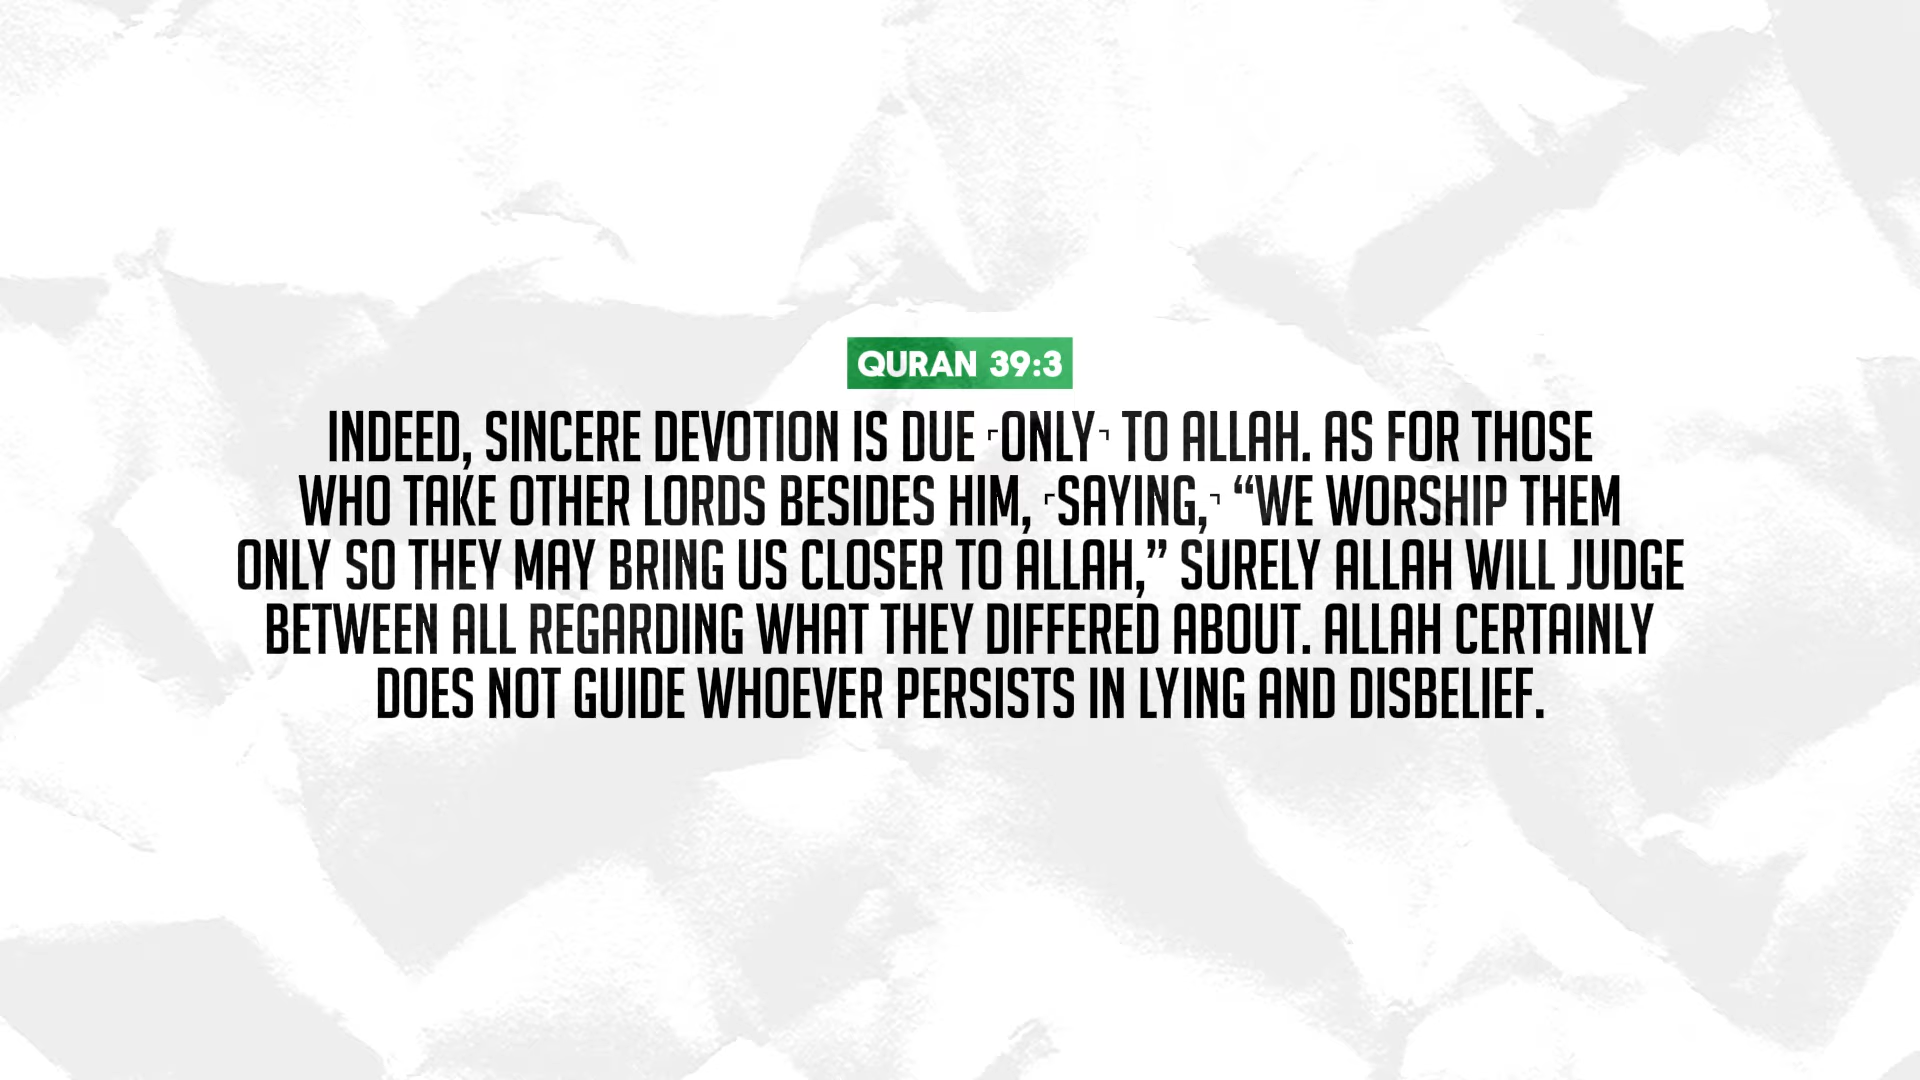 QURAN 39:3
INDEED, SINCERE DEVOTION IS DUE ⌜ONLY⌝ TO ALLAH. AS FOR THOSE
WHO TAKE OTHER LORDS BESIDES HIM, ⌜SAYING,⌝ “WE WORSHIP THEM
ONLY SO THEY MAY BRING US CLOSER TO ALLAH,” SURELY ALLAH WILL JUDGE
BETWEEN ALL REGARDING WHAT THEY DIFFERED ABOUT. ALLAH CERTAINLY
DOES NOT GUIDE WHOEVER PERSISTS IN LYING AND DISBELIEF.